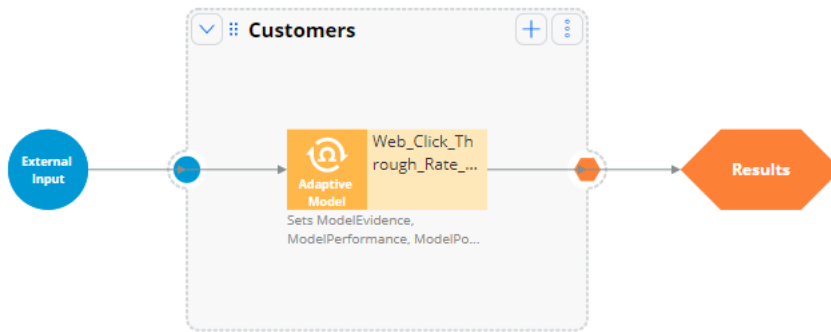 Customers
External
Input
Adaptive
Model
Web_Click_Th
rough_Rate_...
Sets ModelEvidence,
ModelPerformance, ModelPo...
Results